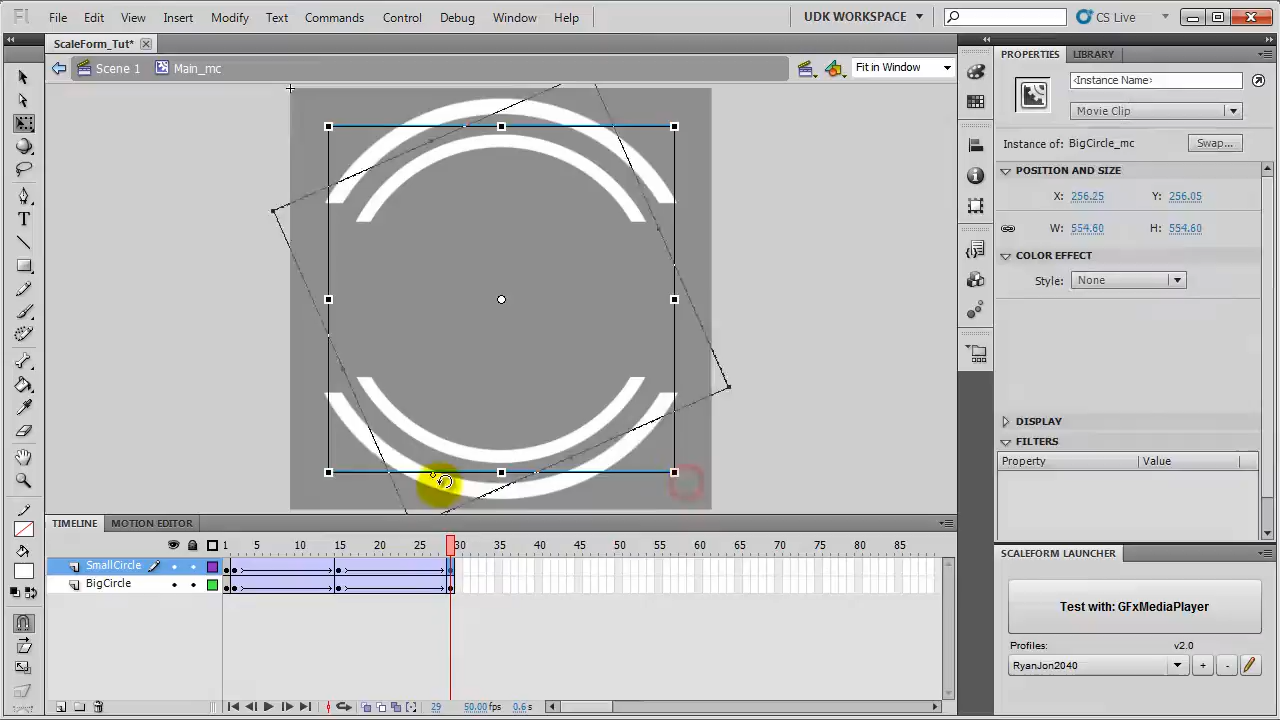 Fl File Edit View Insert Modify Text Commands Control Debug Window Help UDK WORKSPACE CS Live
ScaleForm_Tut*
Scene 1 Main_mc Fit in Window
PROPERTIES LIBRARY
<Instance Name>
Movie Clip
Instance of: BigCircle_mc Swap...
POSITION AND SIZE
X: 256.25 Y: 256.05
W: 554.60 H: 554.60
COLOR EFFECT
Style: None
DISPLAY
FILTERS
Property Value
TIMELINE MOTION EDITOR
1 5 10 15 20 25 30 35 40 45 50 55 60 65 70 75 80 85
SmallCircle
BigCircle
29 50.00 fps 0.6 s
SCALEFORM LAUNCHER
Test with: GFxMediaPlayer
Profiles: v2.0
RyanJon2040 + -
T